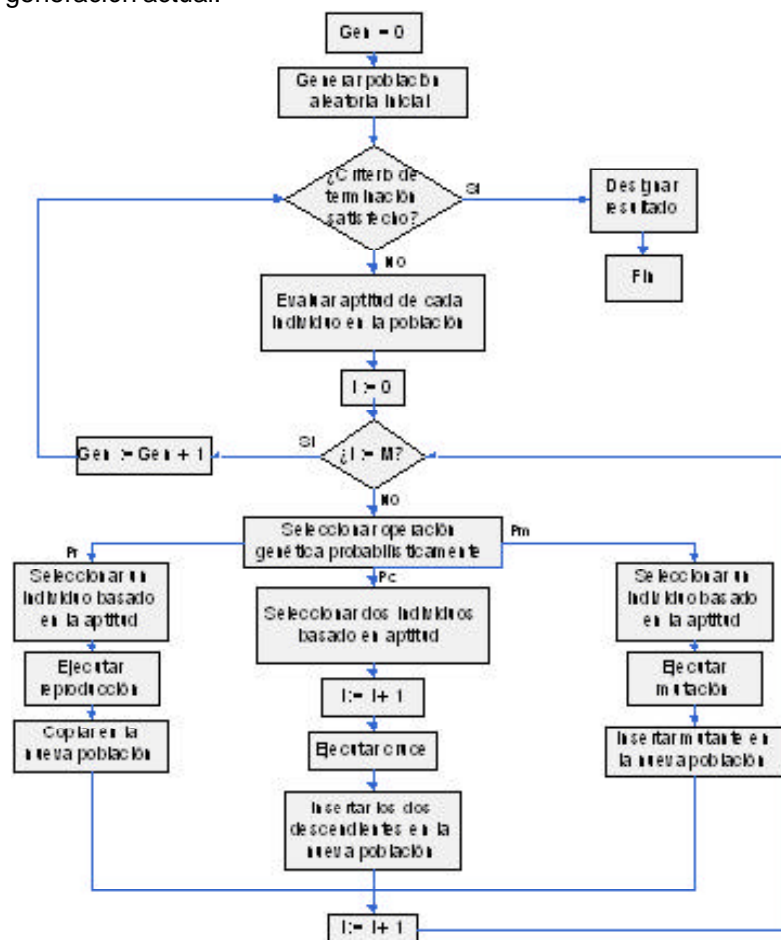 generación actual.
Gen = 0
Generar población
aleatoria inicial
¿Criterio de
terminación
satisfecho?
SI
Designar
resultado
Fin
NO
Evaluar aptitud de cada
individuo en la población
I := 0
¿I := M?
SI
Gen := Gen + 1
NO
Seleccionar operación
genética probabilisticamente
Pr
Pc
Pm
Seleccionar un
individuo basado
en la aptitud
Ejecutar
reproducción
Copiar en la
nueva población
Seleccionar dos individuos
basado en aptitud
I := I + 1
Ejecutar cruce
Insertar los dos
descendientes en la
nueva población
Seleccionar un
individuo basado
en la aptitud
Ejecutar
mutación
Insertar mutante en
la nueva población
I := I + 1